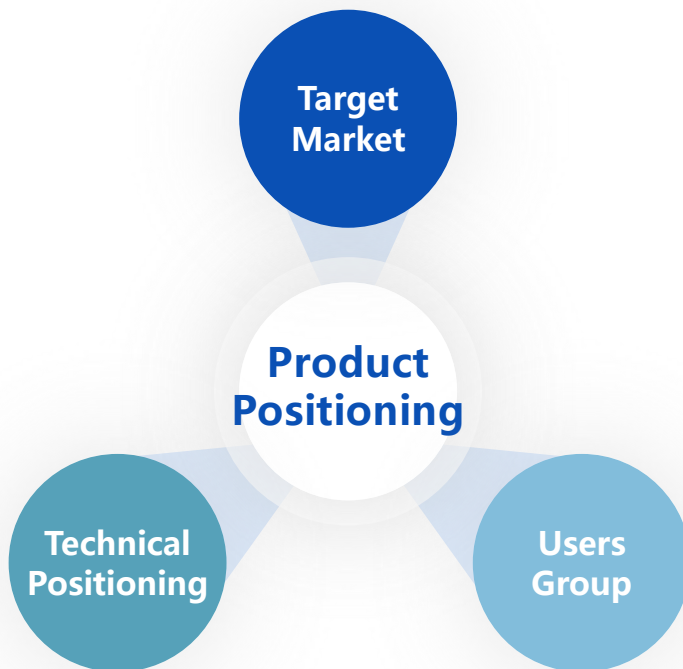 Target
Market
Product
Positioning
Technical
Positioning
Users
Group